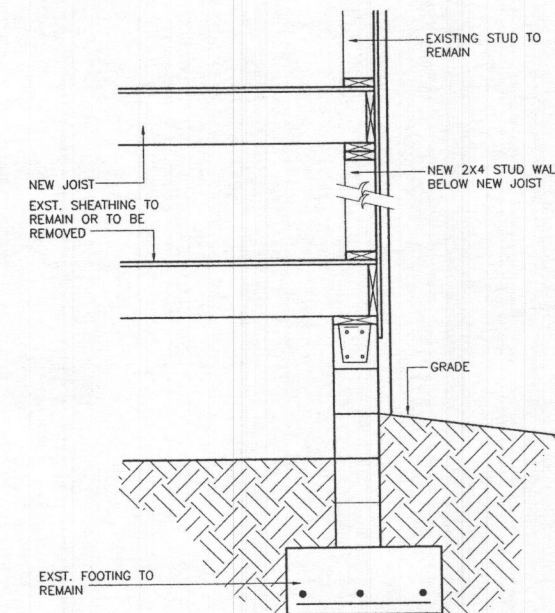 EXISTING STUD TO
REMAIN
NEW JOIST
NEW 2X4 STUD WAL
BELOW NEW JOIST
EXST. SHEATHING TO
REMAIN OR TO BE
REMOVED
GRADE
EXST. FOOTING TO
REMAIN